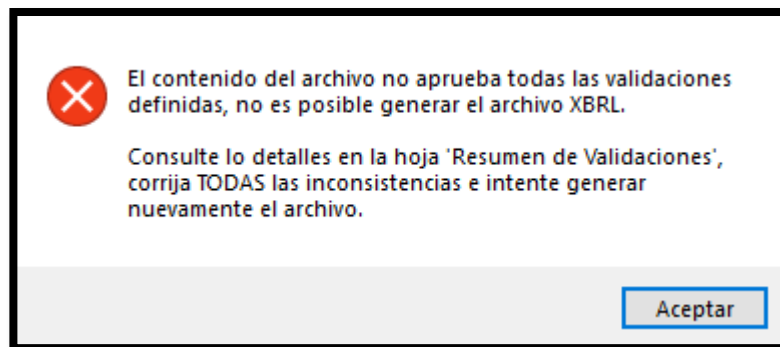 El contenido del archivo no aprueba todas las validaciones
definidas, no es posible generar el archivo XBRL.
Consulte lo detalles en la hoja 'Resumen de Validaciones',
corrija TODAS las inconsistencias e intente generar
nuevamente el archivo.
Aceptar